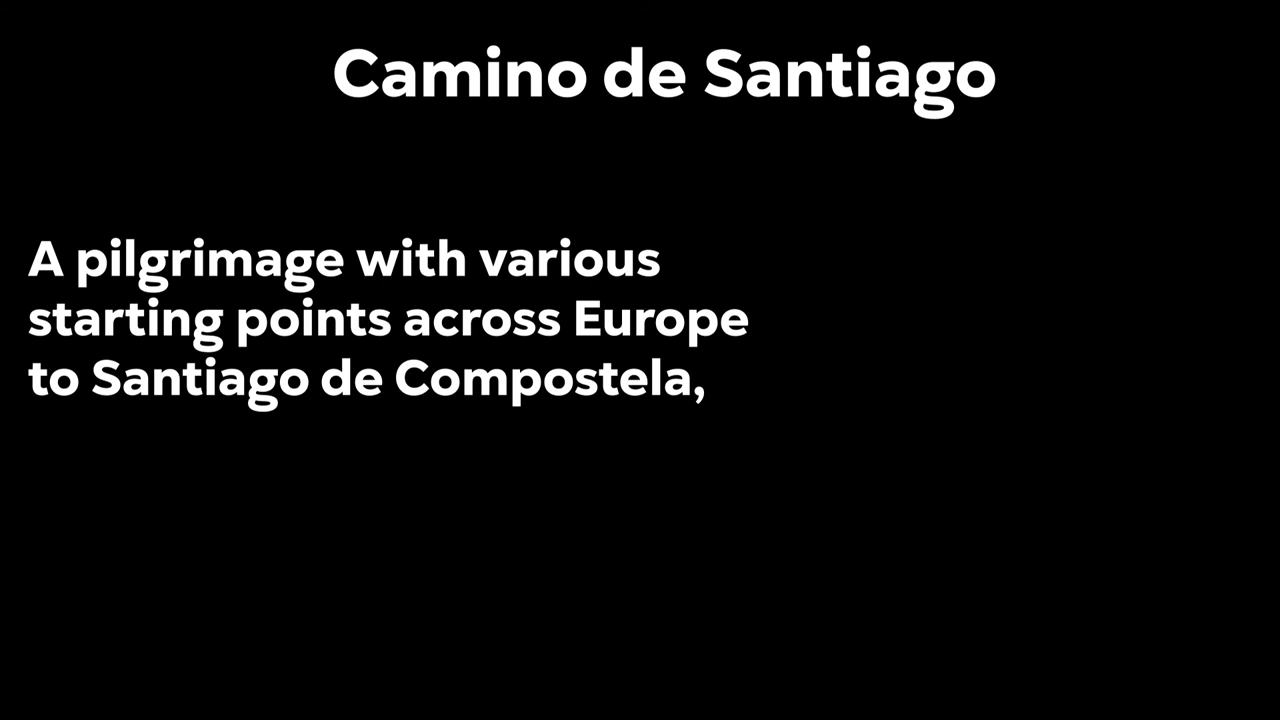 Camino de Santiago
A pilgrimage with various
starting points across Europe
to Santiago de Compostela,